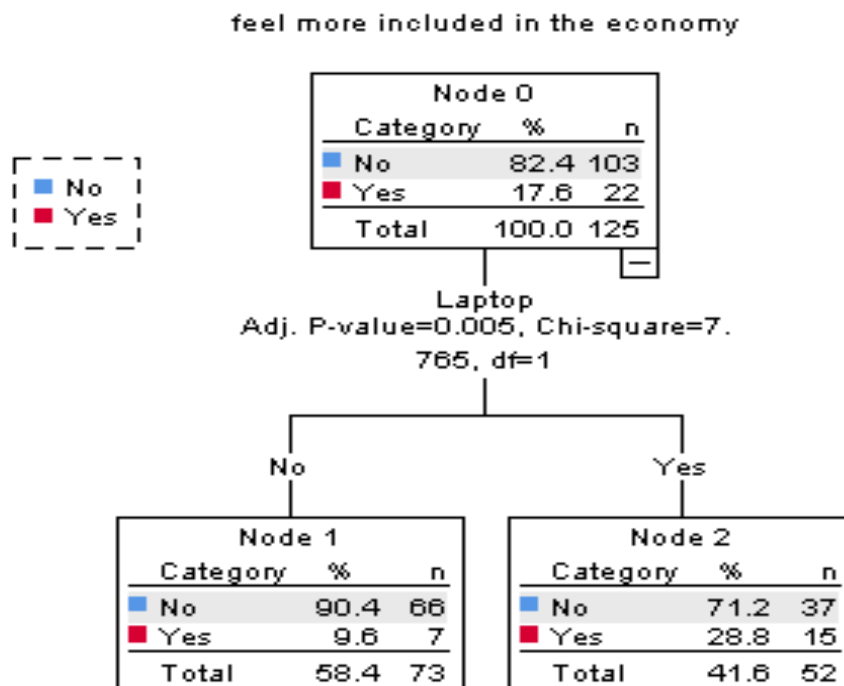 feel more included in the economy
Node 0
Category % n
No 82.4 103
Yes 17.6 22
Total 100.0 125
No
Yes
Laptop
Adj. P-value=0.005, Chi-square=7.
765, df=1
No
Yes
Node 1
Category % n
No 90.4 66
Yes 9.6 7
Total 58.4 73
Node 2
Category % n
No 71.2 37
Yes 28.8 15
Total 41.6 52